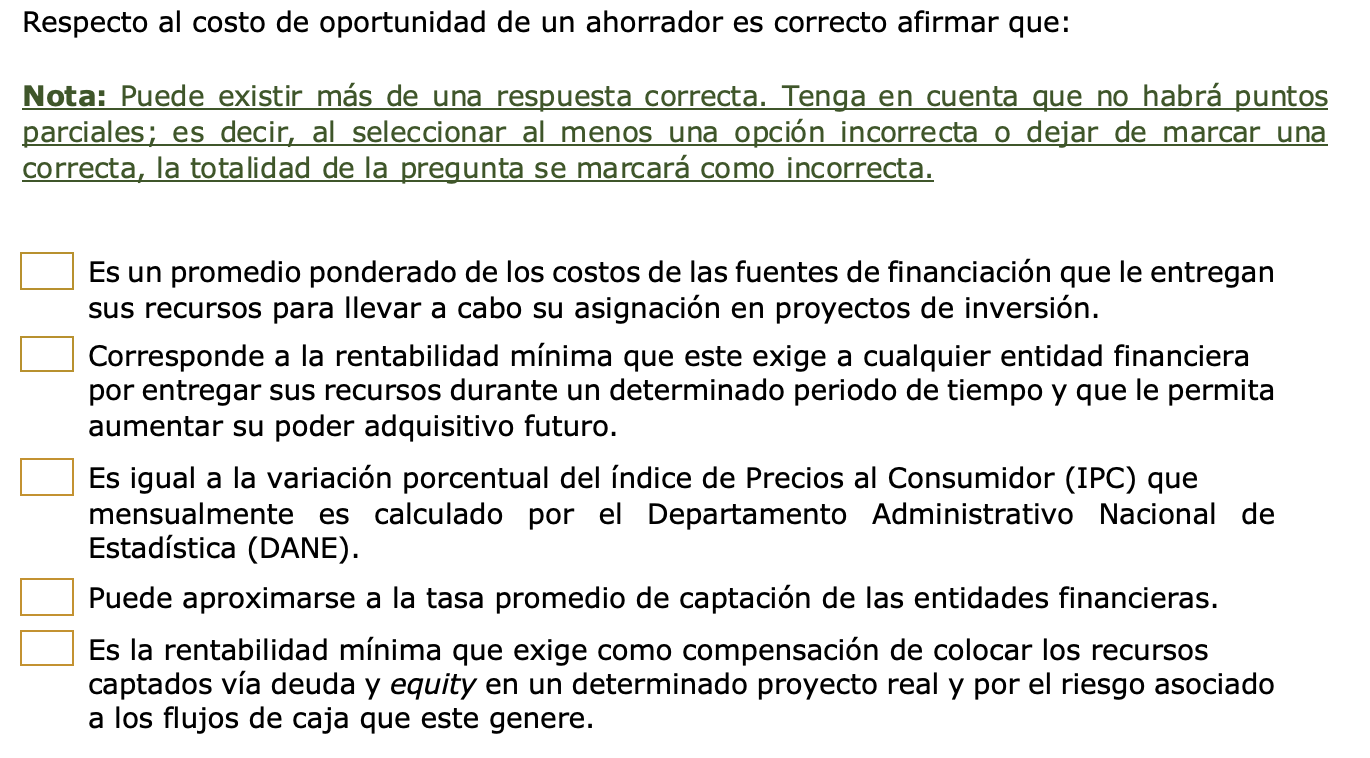 Respecto al costo de oportunidad de un ahorrador es correcto afirmar que:
Nota: Puede existir más de una respuesta correcta. Tenga en cuenta que no habrá puntos
parciales; es decir, al seleccionar al menos una opción incorrecta o dejar de marcar una
correcta, la totalidad de la pregunta se marcará como incorrecta.
Es un promedio ponderado de los costos de las fuentes de financiación que le entregan
sus recursos para llevar a cabo su asignación en proyectos de inversión.
Corresponde a la rentabilidad mínima que este exige a cualquier entidad financiera
por entregar sus recursos durante un determinado periodo de tiempo y que le permita
aumentar su poder adquisitivo futuro.
Es igual a la variación porcentual del índice de Precios al Consumidor (IPC) que
mensualmente es calculado por el Departamento Administrativo Nacional de
Estadística (DANE).
Puede aproximarse a la tasa promedio de captación de las entidades financieras.
Es la rentabilidad mínima que exige como compensación de colocar los recursos
captados vía deuda y equity en un determinado proyecto real y por el riesgo asociado
a los flujos de caja que este genere.